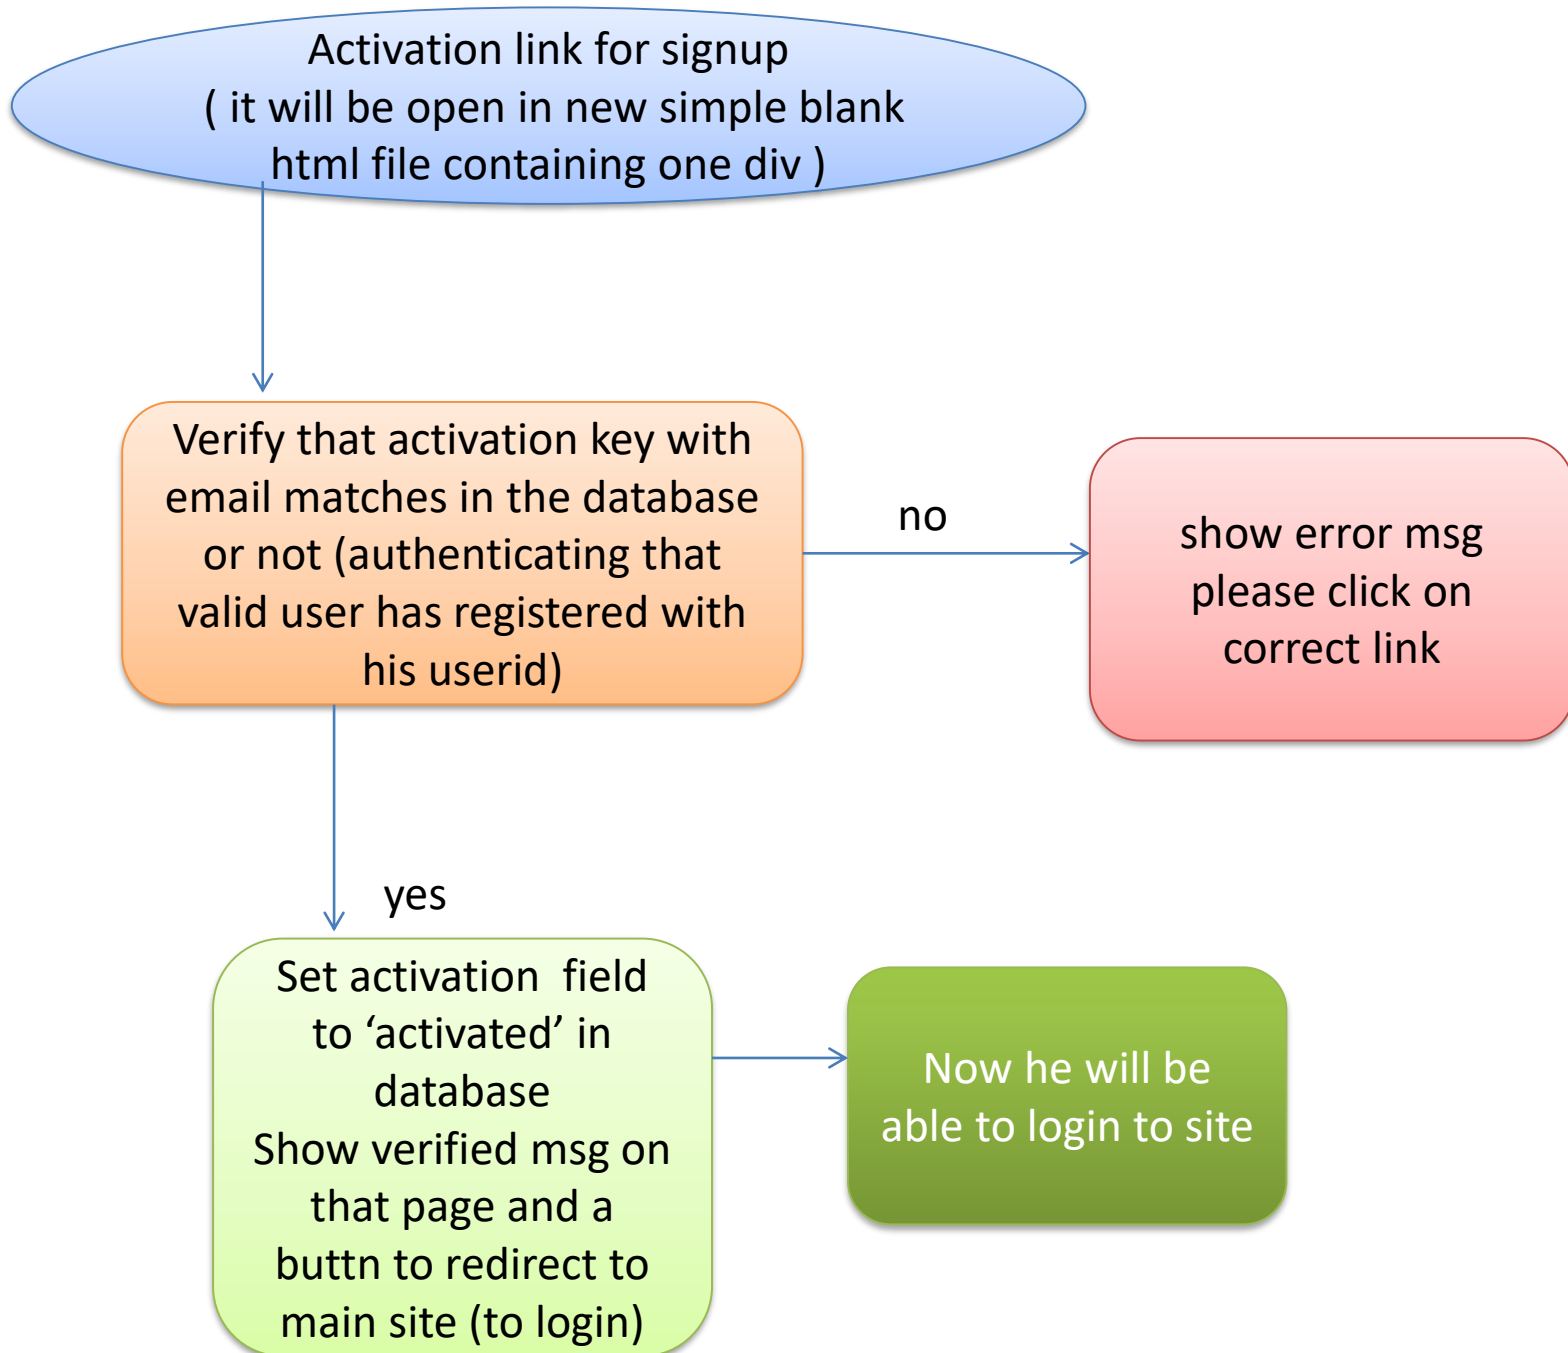 Activation link for signup
( it will be open in new simple blank
html file containing one div )
Verify that activation key with
email matches in the database
or not (authenticating that
valid user has registered with
his userid)
no
show error msg
please click on
correct link
yes
Set activation  field
to ‘activated’ in
database
Show verified msg on
that page and a
buttn to redirect to
main site (to login)
Now he will be
able to login to site